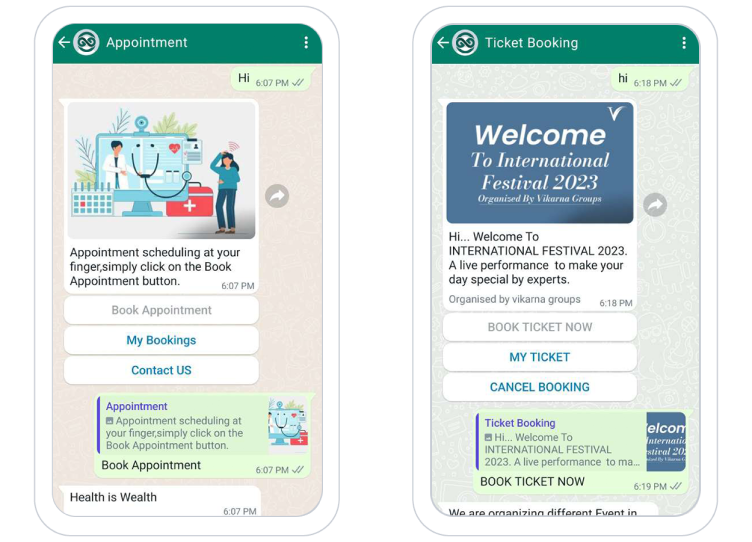 Appointment
Hi 6:07 PM
Appointment scheduling at your
finger,simply click on the Book
Appointment button. 6:07 PM
Book Appointment
My Bookings
Contact US
Appointment
Appointment scheduling at
your finger,simply click on the
Book Appointment button.
Book Appointment
6:07 PM
Health is Wealth
6:07 PM
Ticket Booking
hi 6:18 PM
Welcome
To International
Festival 2023
Organized By Vikarna Groups
Hi... Welcome To
INTERNATIONAL FESTIVAL 2023.
A live performance to make your
day special by experts.
Organised by vikarna groups 6:18 PM
BOOK TICKET NOW
MY TICKET
CANCEL BOOKING
Ticket Booking
Hi... Welcome To
INTERNATIONAL FESTIVAL
2023. A live performance to ma...
elcom
Internatio
estival 202
BOOK TICKET NOW
6:19 PM
We are organizing different Event in